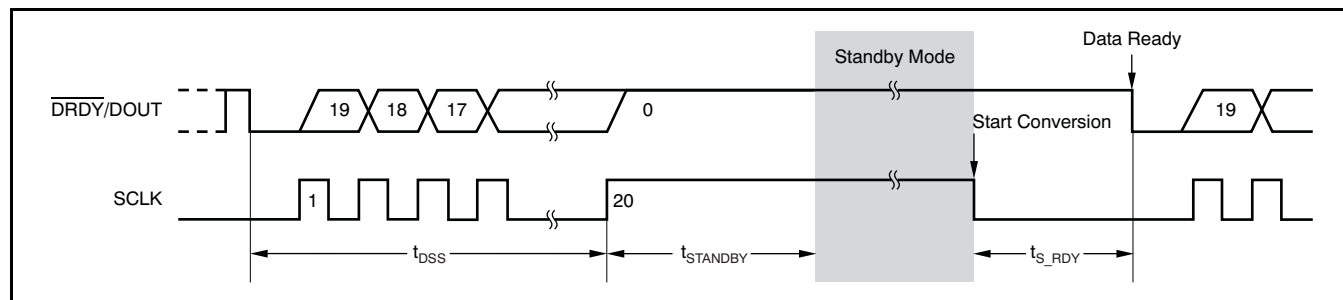 Data Ready
Standby Mode
DRDY/DOUT 19 18 17 0 19
Start Conversion
SCLK 1 20
tDSS tSTANDBY tS_RDY